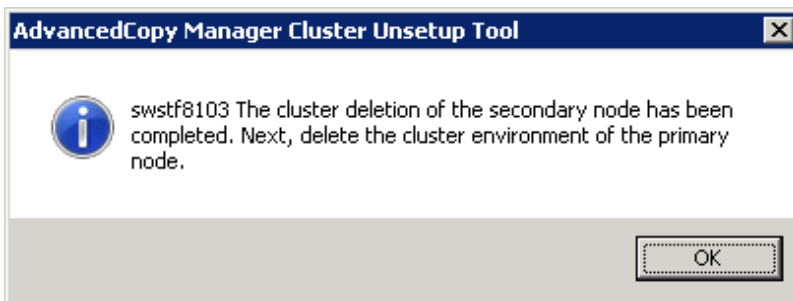 AdvancedCopy Manager Cluster Unsetup Tool
swstf8103 The cluster deletion of the secondary node has been
completed. Next, delete the cluster environment of the primary
node.
OK